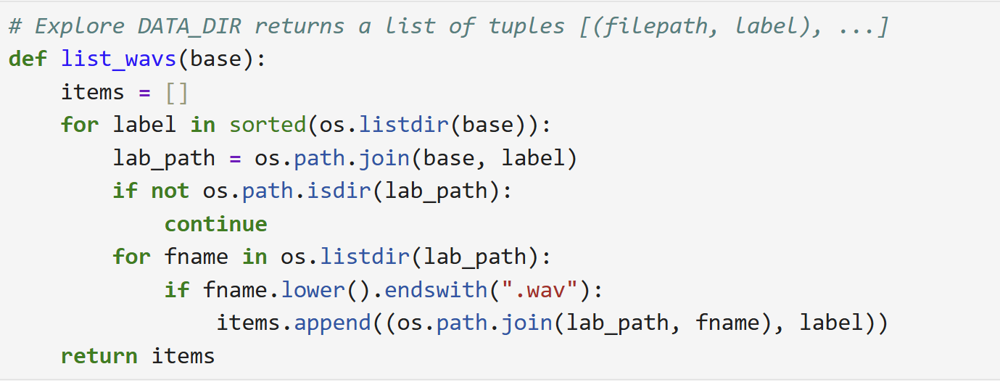 # Explore DATA_DIR returns a list of tuples [(filepath, label), ...]
def list_wavs(base):
    items = []
    for label in sorted(os.listdir(base)):
        lab_path = os.path.join(base, label)
        if not os.path.isdir(lab_path):
            continue
        for fname in os.listdir(lab_path):
            if fname.lower().endswith(".wav"):
                items.append((os.path.join(lab_path, fname), label))
    return items